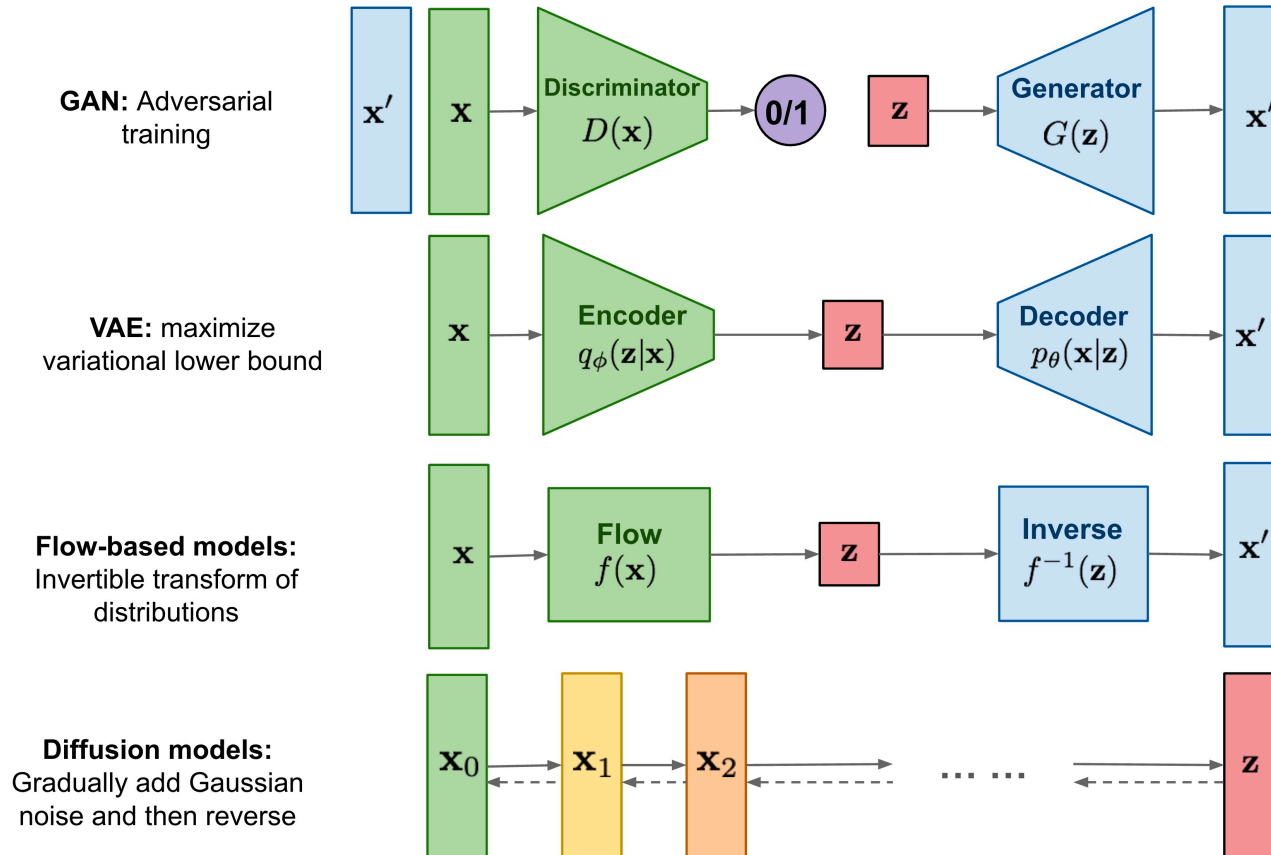 GAN: Adversarial
training
x′
x
Discriminator
D(x)
0/1
z
Generator
G(z)
x′
VAE: maximize
variational lower bound
x
Encoder
qϕ(z|x)
z
Decoder
pθ(x|z)
x′
Flow-based models:
Invertible transform of
distributions
x
Flow
f(x)
z
Inverse
f⁻¹(z)
x′
Diffusion models:
Gradually add Gaussian
noise and then reverse
x₀
x₁
x₂
... ...
z